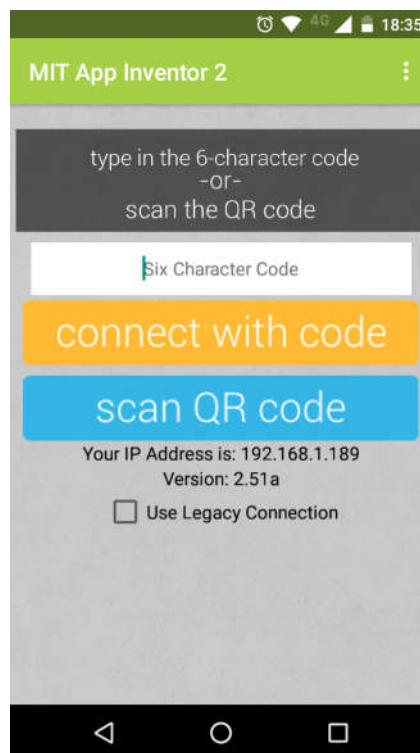 4G 18:35
MIT App Inventor 2
type in the 6-character code
-or-
scan the QR code
Six Character Code
connect with code
scan QR code
Your IP Address is: 192.168.1.189
Version: 2.51a
Use Legacy Connection